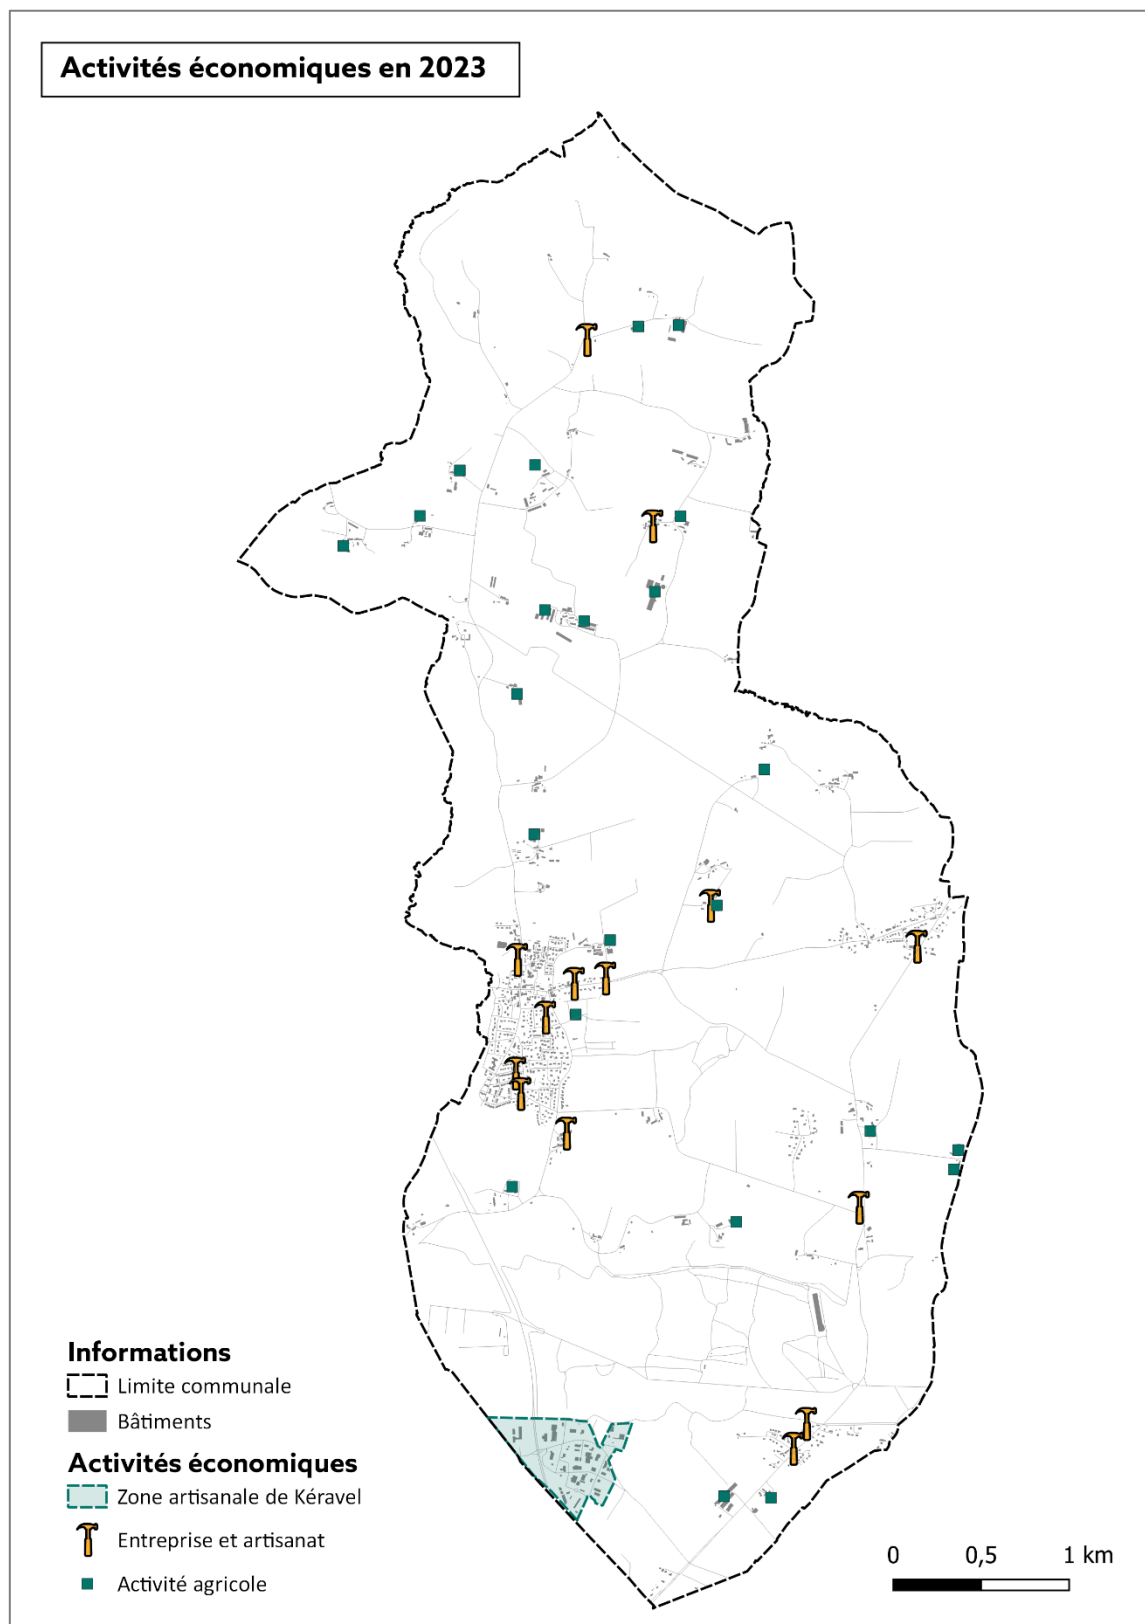 Activités économiques en 2023
Informations
Limite communale
Bâtiments
Activités économiques
Zone artisanale de Kéravel
Entreprise et artisanat
Activité agricole
0 0,5 1 km